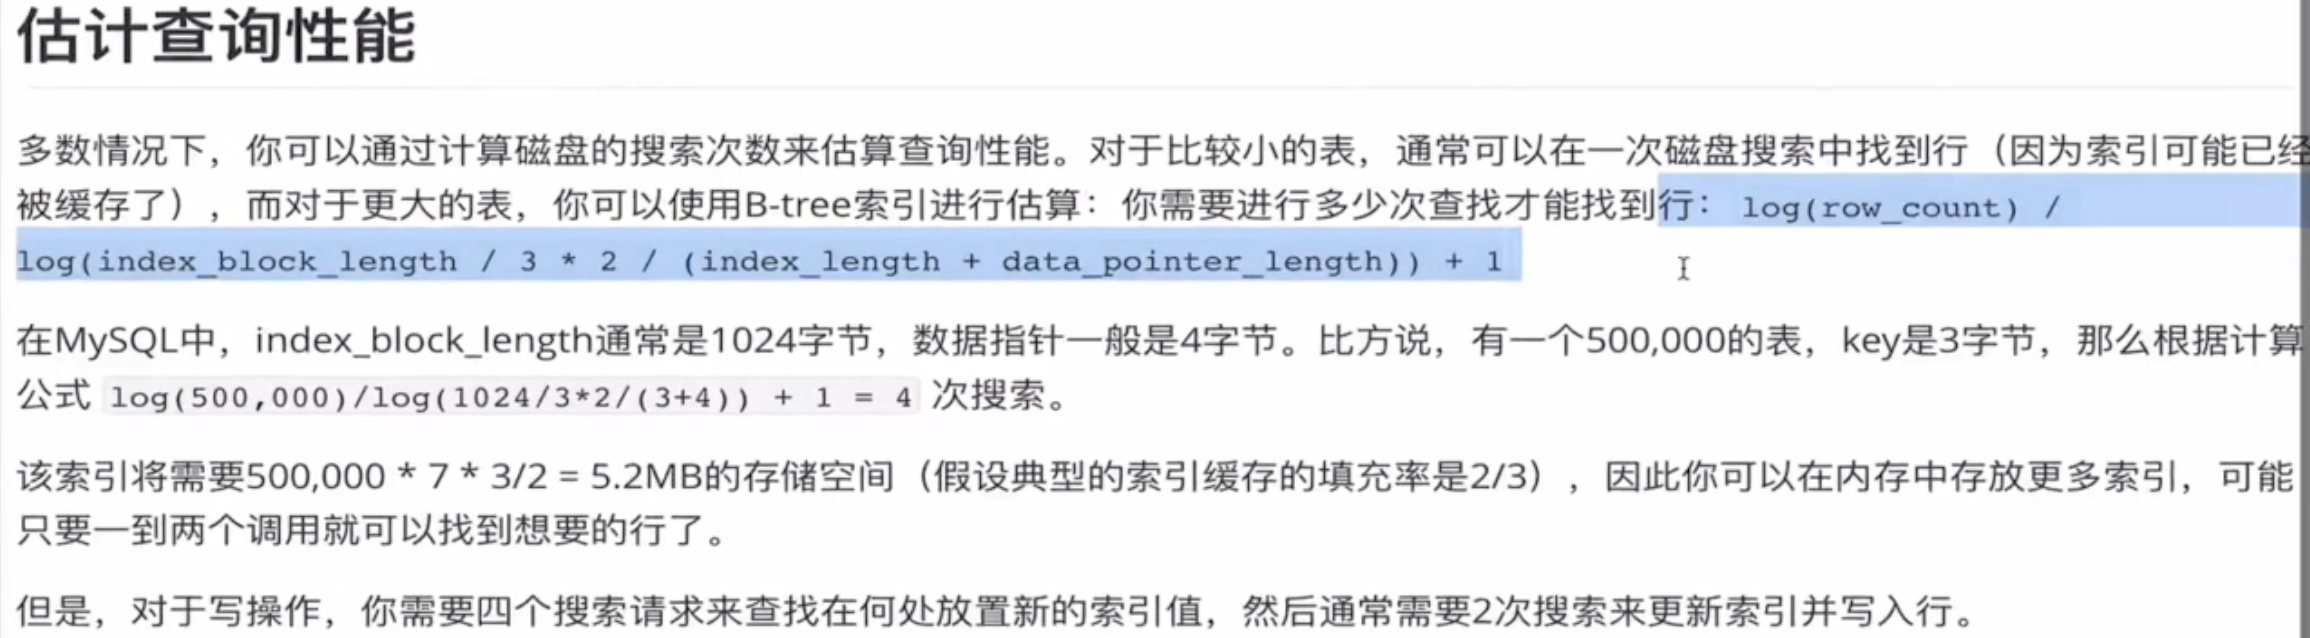 估计查询性能
多数情况下，你可以通过计算磁盘的搜索次数来估算查询性能。对于比较小的表，通常可以在一次磁盘搜索中找到行（因为索引可能已经
被缓存了），而对于更大的表，你可以使用B-tree索引进行估算：你需要进行多少次查找才能找到行：log(row_count) /
log(index_block_length / 3 * 2 / (index_length + data_pointer_length)) + 1
在MySQL中，index_block_length通常是1024字节，数据指针一般是4字节。比方说，有一个500,000的表，key是3字节，那么根据计算
公式 log(500,000)/log(1024/3*2/(3+4)) + 1 = 4 次搜索。
该索引将需要500,000 * 7 * 3/2 = 5.2MB的存储空间（假设典型的索引缓存的填充率是2/3），因此你可以在内存中存放更多索引，可能
只要一到两个调用就可以找到想要的行了。
但是，对于写操作，你需要四个搜索请求来查找在何处放置新的索引值，然后通常需要2次搜索来更新索引并写入行。